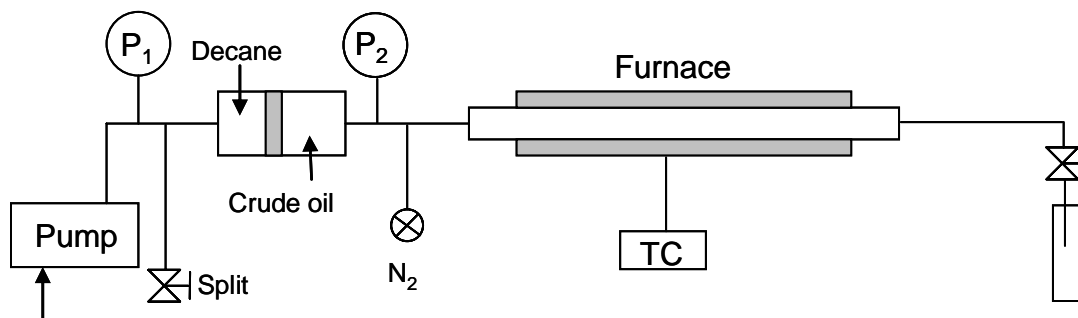 P1
Decane
P2
Furnace
Crude oil
Pump
Split
N2
TC